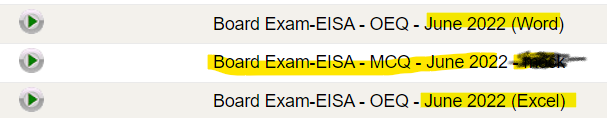 Board Exam-EISA - OEQ - June 2022 (Word)
Board Exam-EISA - MCQ - June 2022 -
Board Exam-EISA - OEQ - June 2022 (Excel)